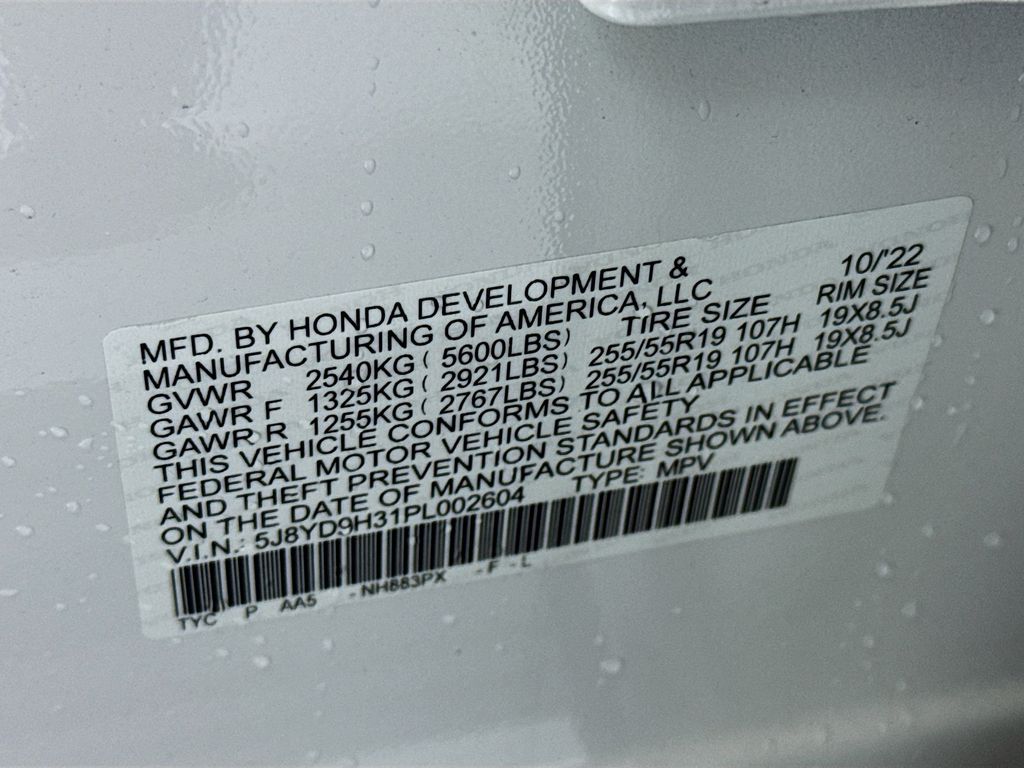 MFD. BY HONDA DEVELOPMENT & 10/'22
MANUFACTURING OF AMERICA, LLC
GVWR 2540KG ( 5600LBS) TIRE SIZE RIM SIZE
GAWR F 1325KG ( 2921LBS) 255/55R19 107H 19X8.5J
GAWR R 1255KG ( 2767LBS) 255/55R19 107H 19X8.5J
THIS VEHICLE CONFORMS TO ALL APPLICABLE
FEDERAL MOTOR VEHICLE SAFETY
AND THEFT PREVENTION STANDARDS IN EFFECT
ON THE DATE OF MANUFACTURE SHOWN ABOVE.
V.I.N.: 5J8YD9H31PL002604 TYPE: MPV
TYC P AA5 - NH883PX - F - L